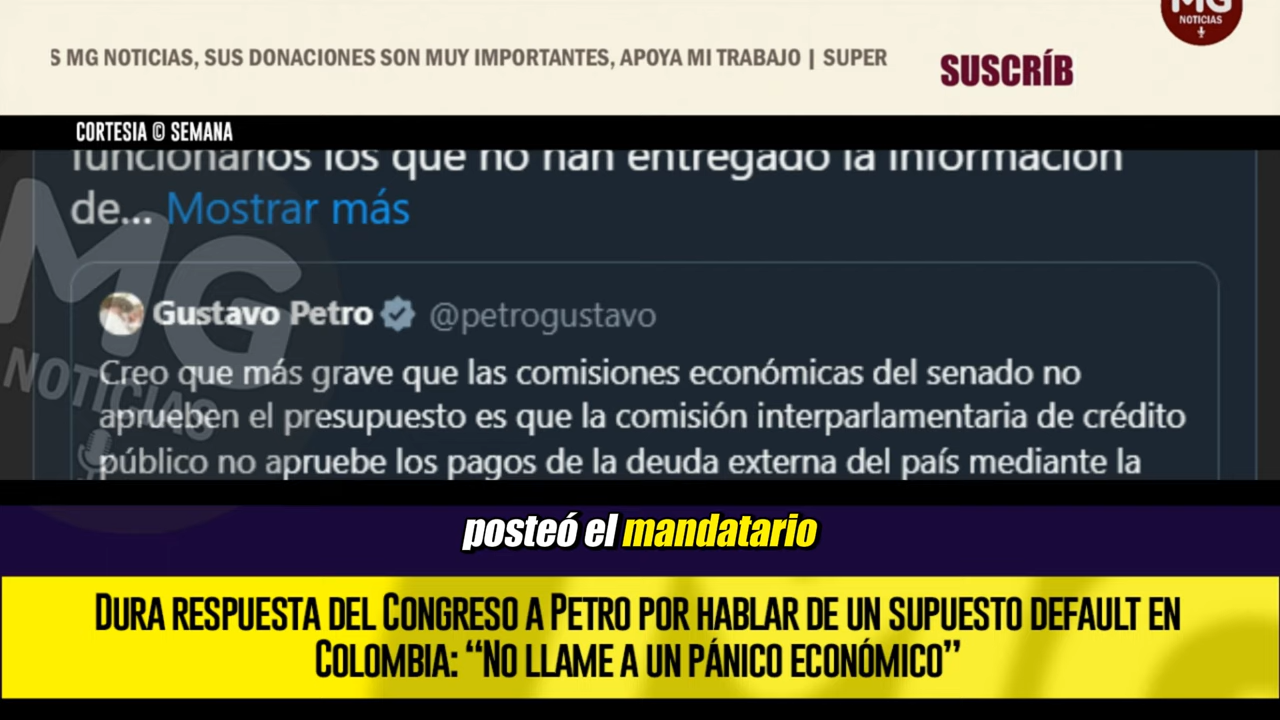 MG
NOTICIAS
S MG NOTICIAS, SUS DONACIONES SON MUY IMPORTANTES, APOYA MI TRABAJO | SUPER
SUSCRÍB
CORTESIA © SEMANA
funcionarios los que no han entregado la información
de... Mostrar más
MG
NOTICIAS
Gustavo Petro @petrogustavo
Creo que más grave que las comisiones económicas del senado no
aprueben el presupuesto es que la comisión interparlamentaria de crédito
público no apruebe los pagos de la deuda externa del país mediante la
posteó el mandatario
DURA RESPUESTA DEL CONGRESO A PETRO POR HABLAR DE UN SUPUESTO DEFAULT EN
COLOMBIA: “NO LLAME A UN PÁNICO ECONÓMICO”